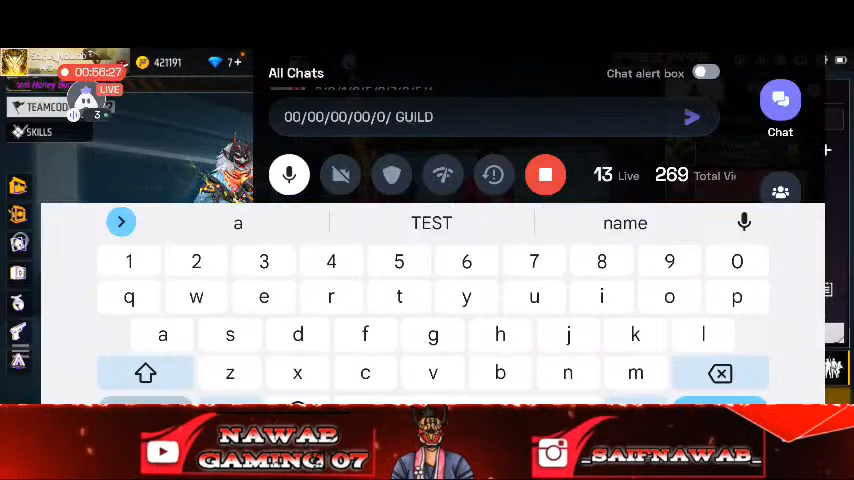 421191
7+
00:56:27
LIVE
3
TEAMCOD
SKILLS
All Chats
Chat alert box
00/00/00/00/0/ GUILD
Chat
13 Live
269 Total Vi
a
TEST
name
1 2 3 4 5 6 7 8 9 0
q w e r t y u i o p
a s d f g h j k l
z x c v b n m
NAWAB
GAMING 07
_SAIFNAWAB_